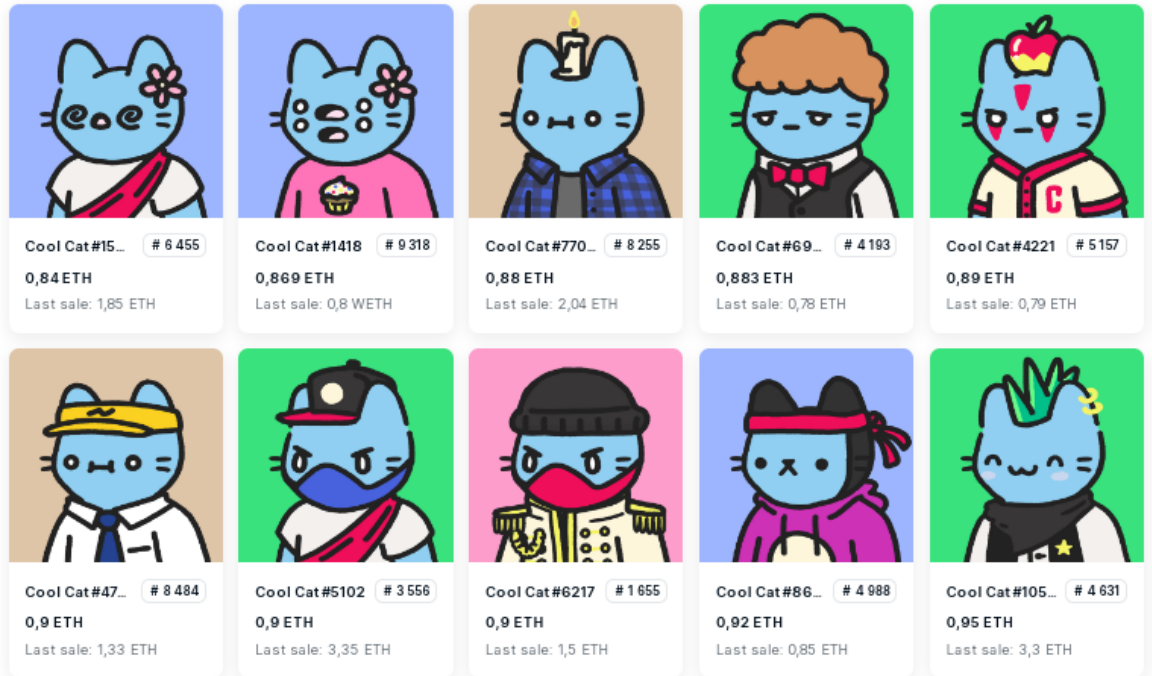 Cool Cat #15... # 6 455
0,84 ETH
Last sale: 1,85 ETH
Cool Cat #1418 # 9 318
0,869 ETH
Last sale: 0,8 WETH
Cool Cat #770... # 8 255
0,88 ETH
Last sale: 2,04 ETH
Cool Cat #69... # 4 193
0,883 ETH
Last sale: 0,78 ETH
C
Cool Cat #4221 # 5 157
0,89 ETH
Last sale: 0,79 ETH
Cool Cat #47... # 8 484
0,9 ETH
Last sale: 1,33 ETH
Cool Cat #5102 # 3 556
0,9 ETH
Last sale: 3,35 ETH
Cool Cat #6217 # 1 655
0,9 ETH
Last sale: 1,5 ETH
Cool Cat #86... # 4 988
0,92 ETH
Last sale: 0,85 ETH
Cool Cat #105... # 4 631
0,95 ETH
Last sale: 3,3 ETH